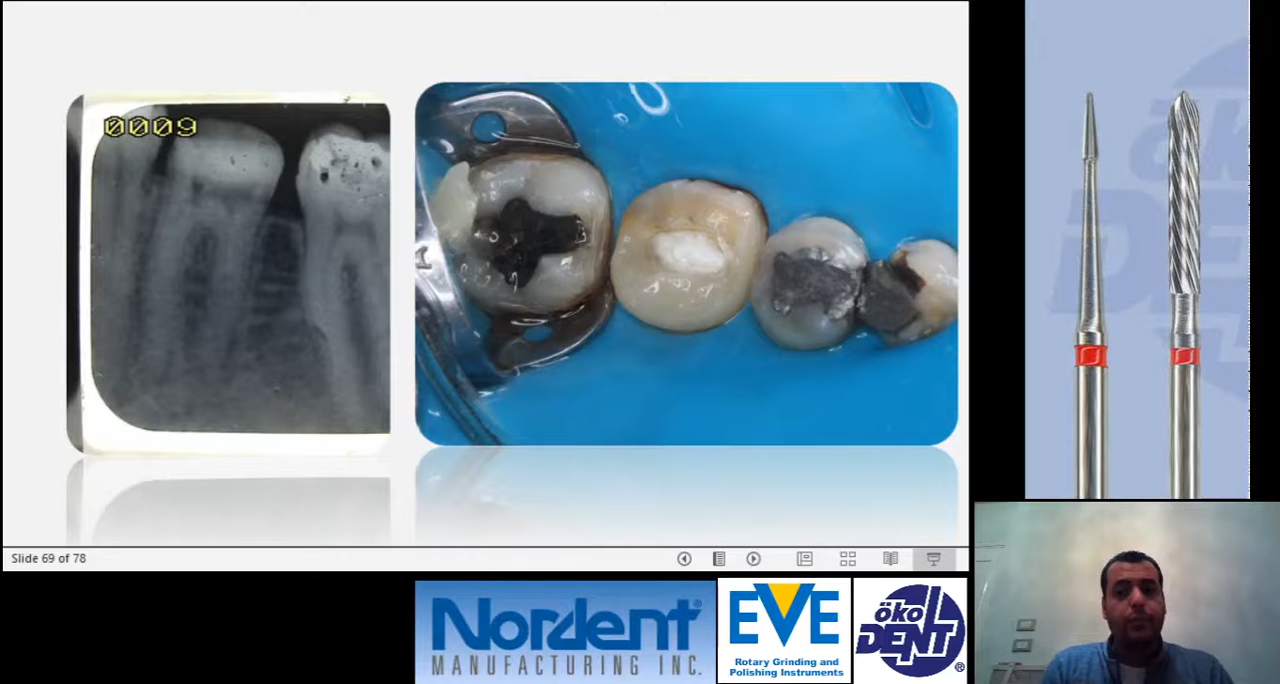 0009
Slide 69 of 78
Nordent®
MANUFACTURING INC.
EVE
Rotary Grinding and
Polishing Instruments
öko
DENT®